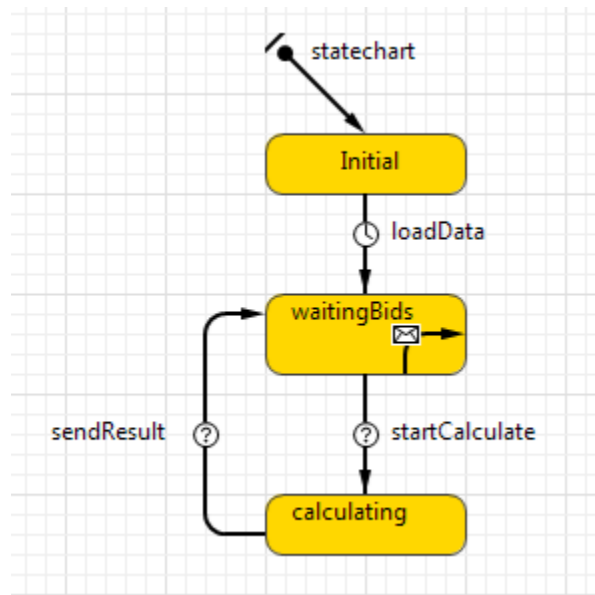 statechart
Initial
loadData
waitingBids
sendResult
?
?
startCalculate
calculating